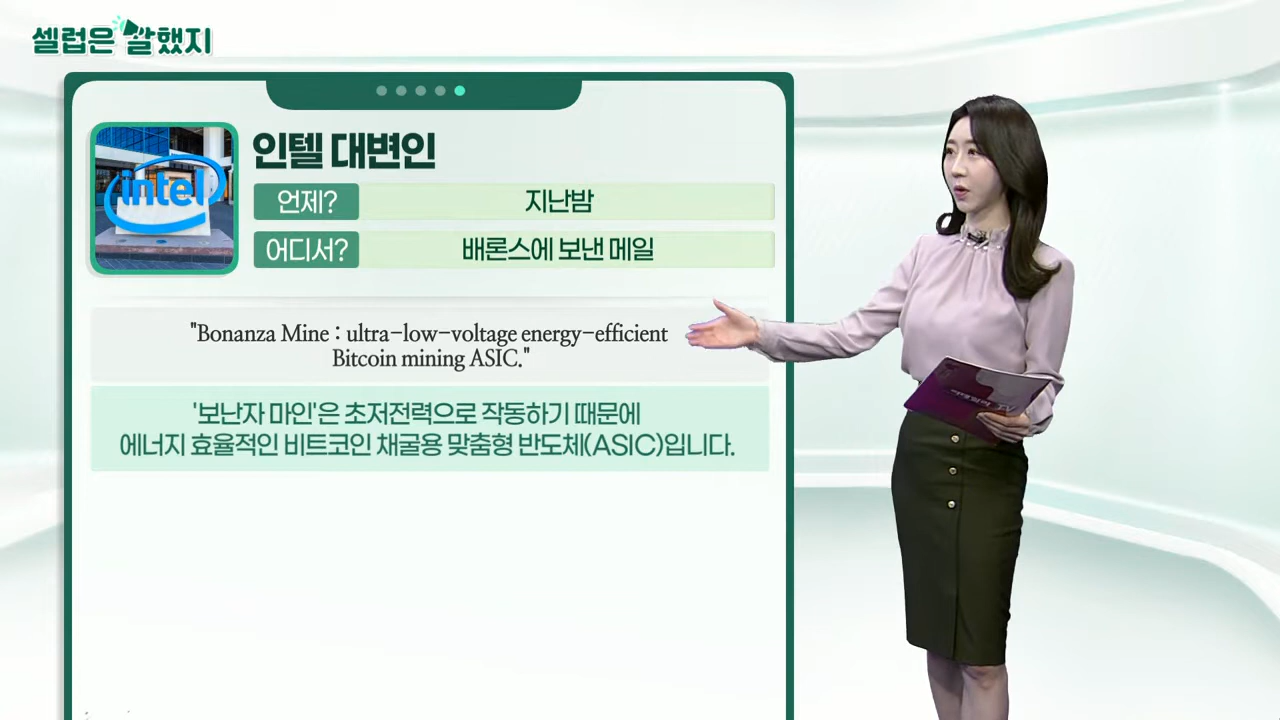 셀럽은 말했지
intel
인텔 대변인
언제?
지난밤
어디서?
배론스에 보낸 메일
"Bonanza Mine : ultra-low-voltage energy-efficient
Bitcoin mining ASIC."
'보난자 마인'은 초저전력으로 작동하기 때문에
에너지 효율적인 비트코인 채굴용 맞춤형 반도체(ASIC)입니다.